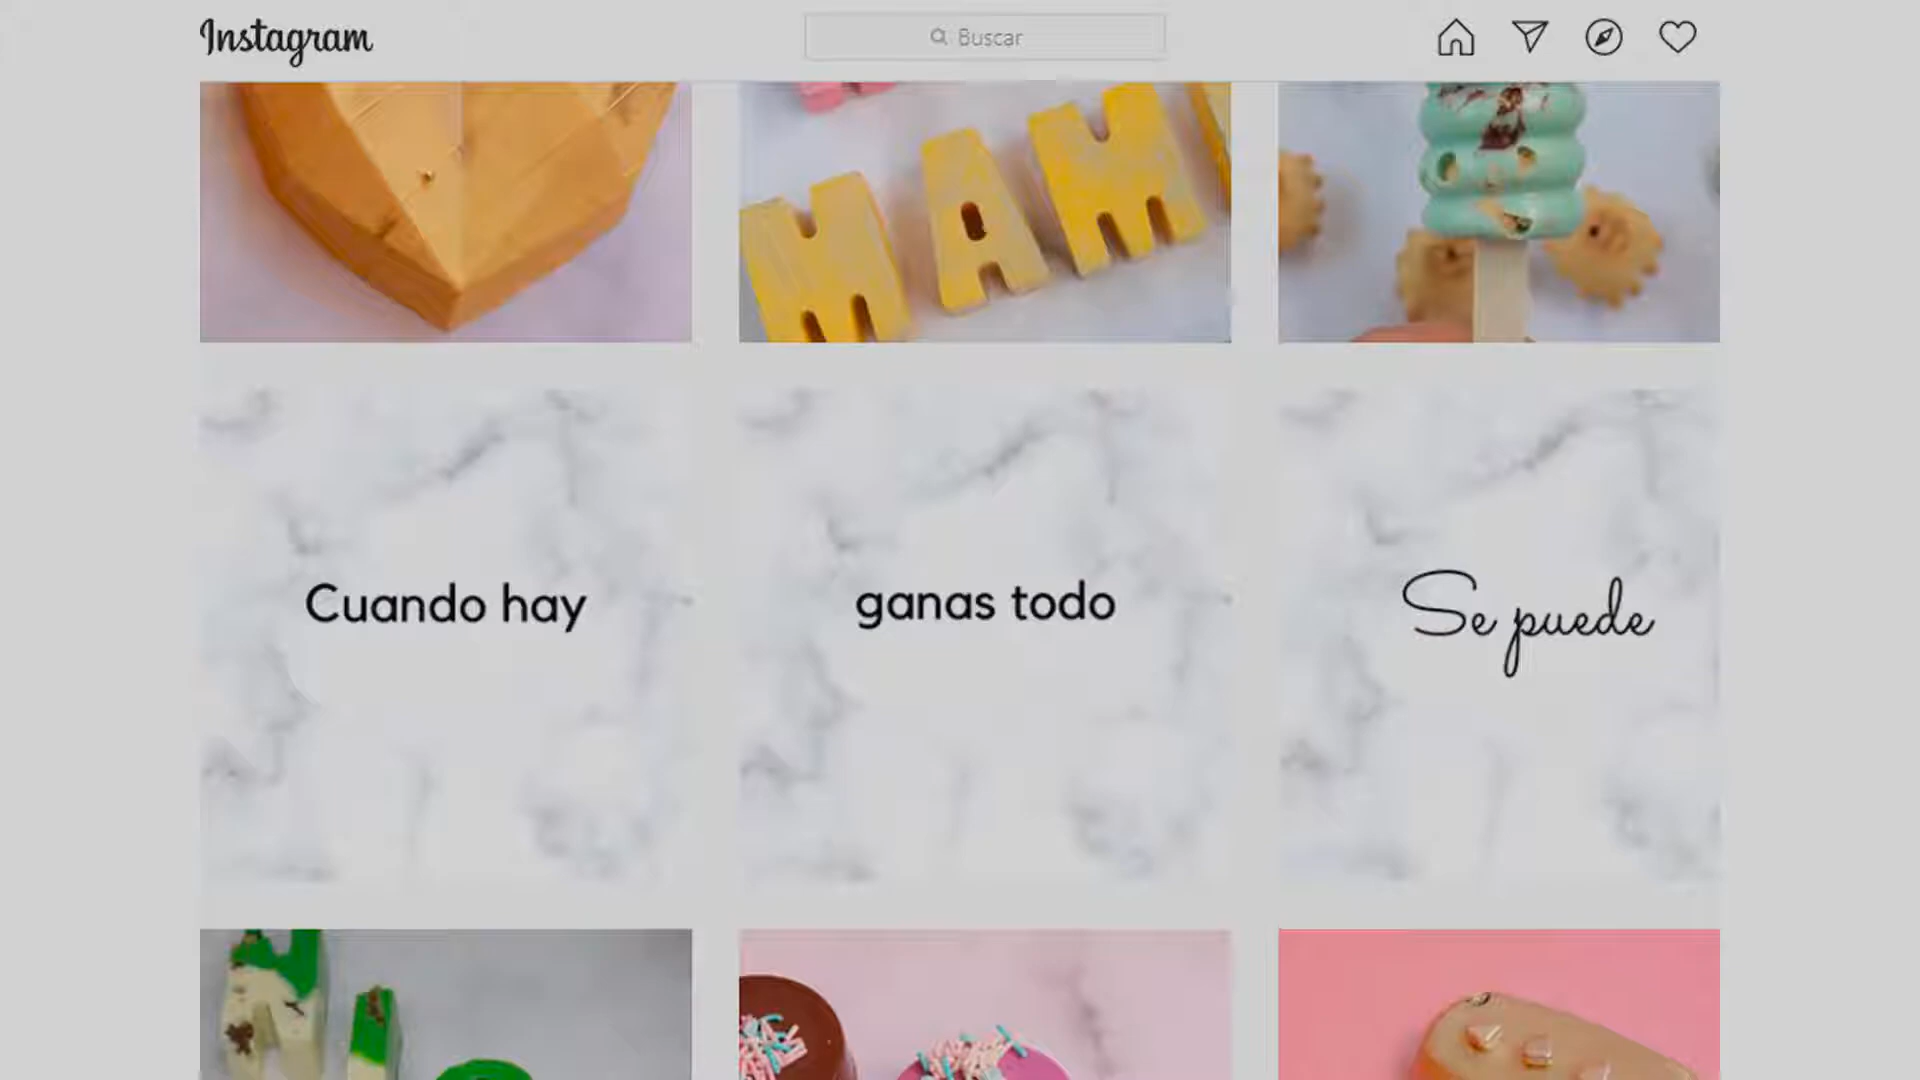 Instagram
Buscar
MAM
Cuando hay
ganas todo
Se puede